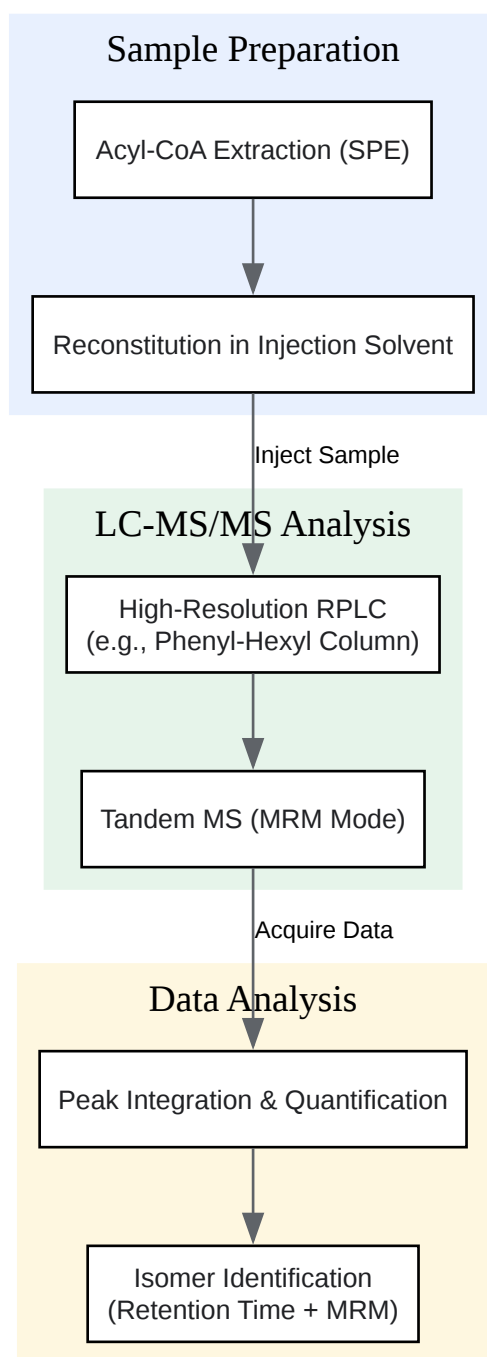 Sample Preparation
Acyl-CoA Extraction (SPE)
Reconstitution in Injection Solvent
Inject Sample
LC-MS/MS Analysis
High-Resolution RPLC
(e.g., Phenyl-Hexyl Column)
Tandem MS (MRM Mode)
Acquire Data
Data Analysis
Peak Integration & Quantification
Isomer Identification
(Retention Time + MRM)